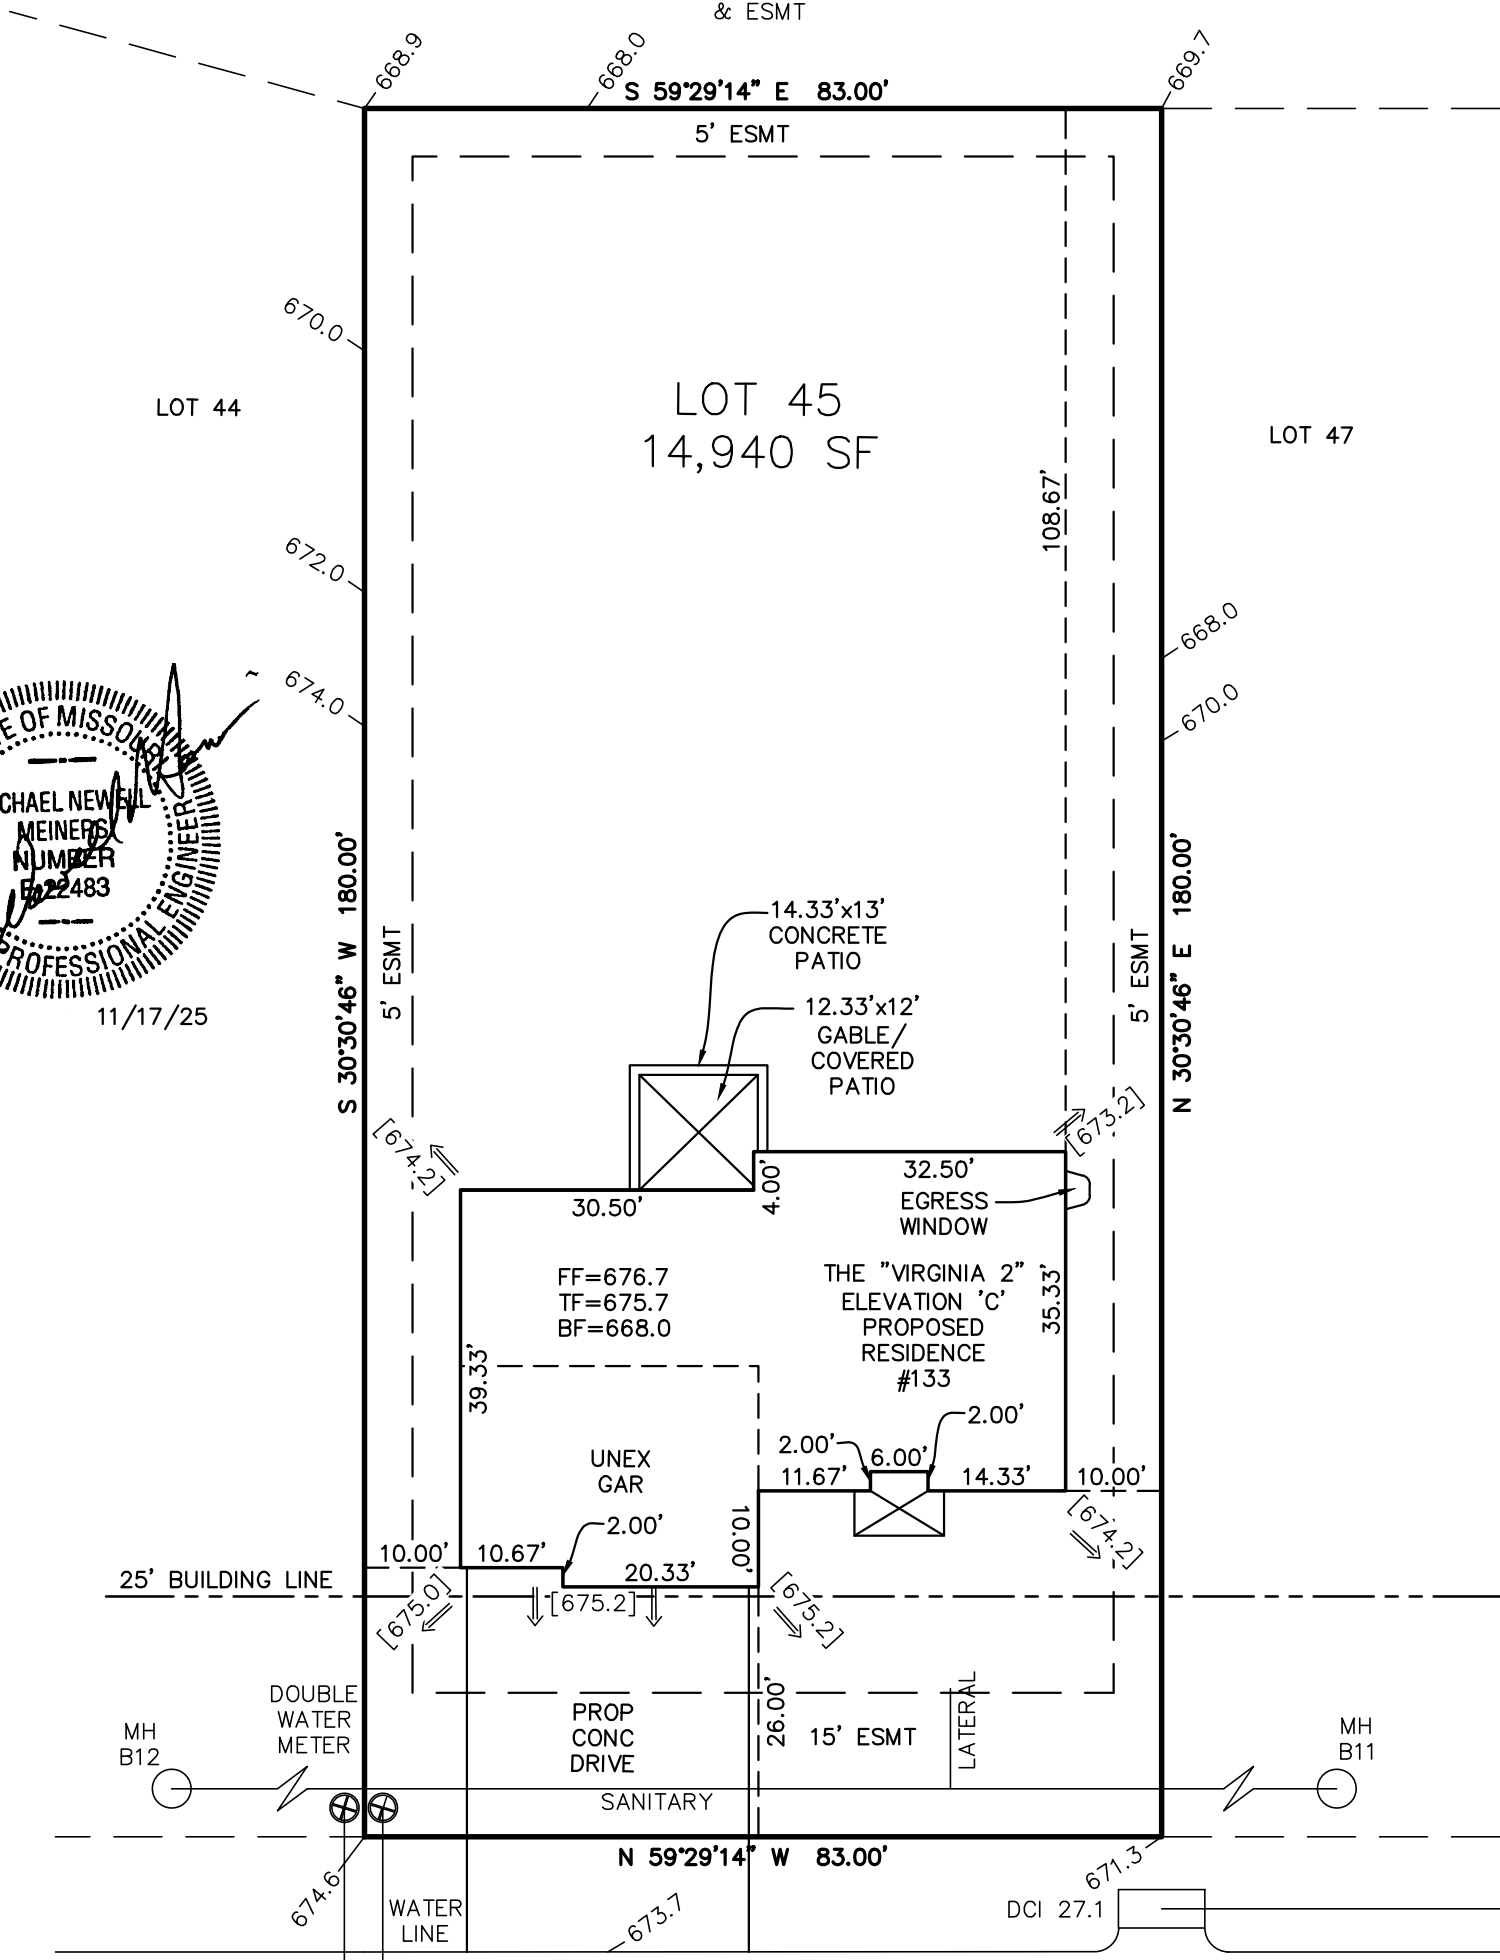 & ESMT
668.9
668.0
669.7
S 59°29'14" E 83.00'
5' ESMT
670.0
LOT 44
LOT 45
14,940 SF
LOT 47
108.67'
672.0
668.0
674.0
670.0
E OF MISSOURI
CHAEL NEWELL
MEINERS
NUMBER
E-22483
PROFESSIONAL ENGINEER
11/17/25
S 30°30'46" W 180.00'
5' ESMT
N 30°30'46" E 180.00'
5' ESMT
14.33'x13'
CONCRETE
PATIO
12.33'x12'
GABLE/
COVERED
PATIO
[674.2]
[673.2]
30.50'
4.00'
32.50'
EGRESS
WINDOW
FF=676.7
TF=675.7
BF=668.0
THE "VIRGINIA 2"
ELEVATION 'C'
PROPOSED
RESIDENCE
#133
35.33'
39.33'
UNEX
GAR
2.00'
2.00'
6.00'
11.67'
14.33'
10.00'
10.00'
2.00'
10.00'
10.67'
20.33'
[674.2]
25' BUILDING LINE
[675.0]
[675.2]
[675.2]
DOUBLE
WATER
METER
MH
B12
PROP
CONC
DRIVE
26.00'
15' ESMT
LATERAL
MH
B11
SANITARY
N 59°29'14" W 83.00'
674.6
WATER
LINE
673.7
671.3
DCI 27.1